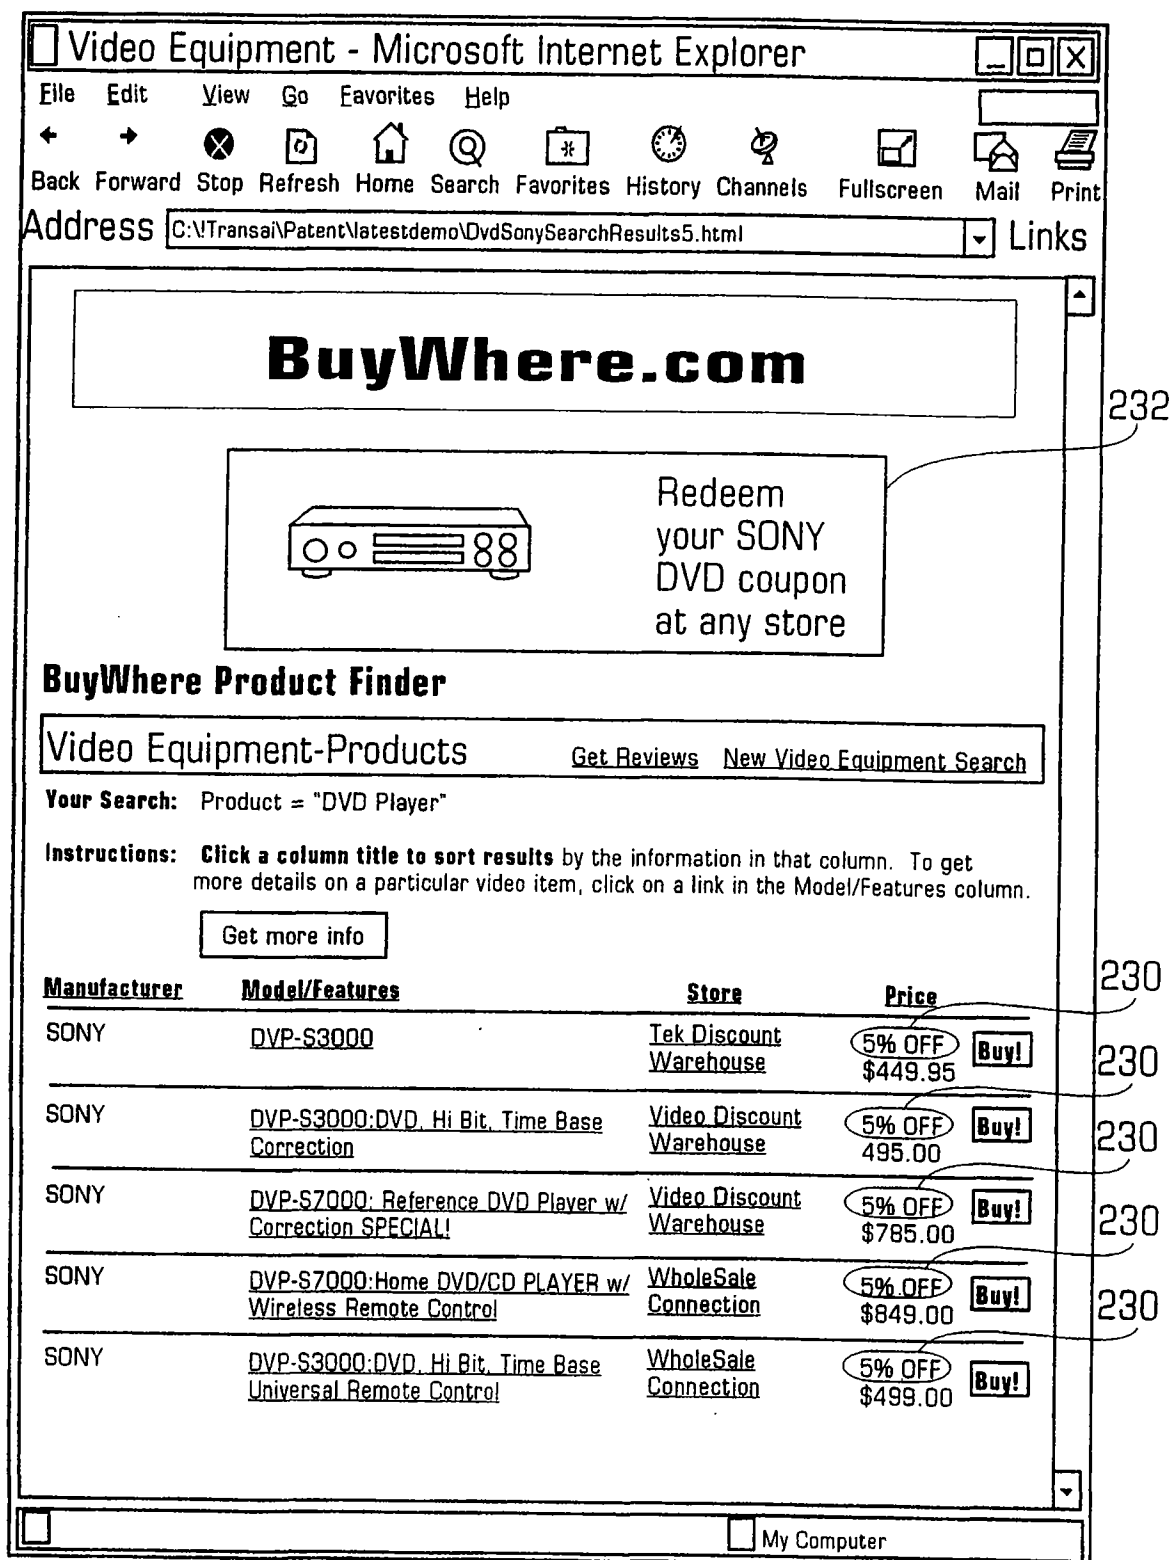 Video Equipment - Microsoft Internet Explorer
File Edit View Go Favorites Help
Back Forward Stop Refresh Home Search Favorites History Channels Fullscreen Mail Print
Address C:\!Transai\Patent\latestdemo\DvdSonySearchResults5.html Links
BuyWhere.com
232
Redeem
your SONY
DVD coupon
at any store
BuyWhere Product Finder
Video Equipment-Products Get Reviews New Video Equipment Search
Your Search: Product = "DVD Player"
Instructions: Click a column title to sort results by the information in that column. To get
more details on a particular video item, click on a link in the Model/Features column.
Get more info
230
Manufacturer Model/Features Store Price
SONY DVP-S3000 Tek Discount 5% OFF Buy!
Warehouse $449.95
230
SONY DVP-S3000:DVD, Hi Bit, Time Base Video Discount 5% OFF Buy!
Correction Warehouse 495.00
230
SONY DVP-S7000: Reference DVD Player w/ Video Discount 5% OFF Buy!
Correction SPECIAL! Warehouse $785.00
230
SONY DVP-S7000:Home DVD/CD PLAYER w/ WholeSale 5% OFF Buy!
Wireless Remote Control Connection $849.00
230
SONY DVP-S3000:DVD, Hi Bit, Time Base WholeSale 5% OFF Buy!
Universal Remote Control Connection $499.00
My Computer